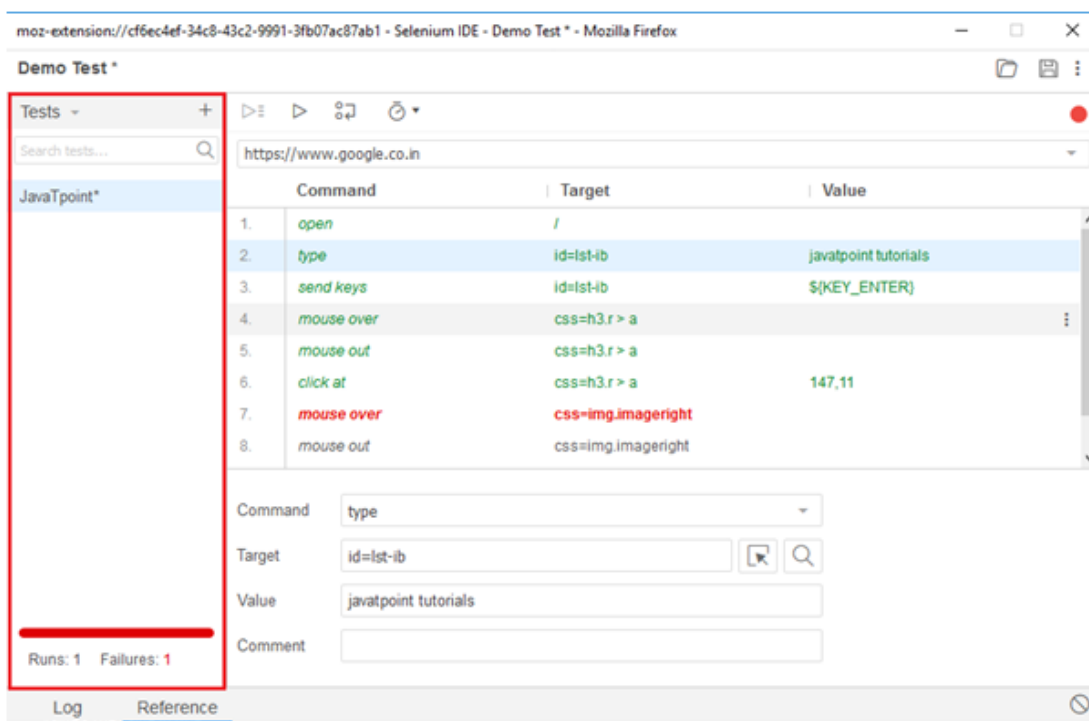 moz-extension://cf6ec4ef-34c8-43c2-9991-3fb07ac87ab1 - Selenium IDE - Demo Test * - Mozilla Firefox
Demo Test*
Tests
Search tests...
JavaTpoint*
Runs: 1 Failures: 1
https://www.google.co.in
Command Target Value
1. open /
2. type id=lst-ib javatpoint tutorials
3. send keys id=lst-ib ${KEY_ENTER}
4. mouse over css=h3.r > a
5. mouse out css=h3.r > a
6. click at css=h3.r > a 147,11
7. mouse over css=img.imageright
8. mouse out css=img.imageright
Command type
Target id=lst-ib
Value javatpoint tutorials
Comment
Log Reference